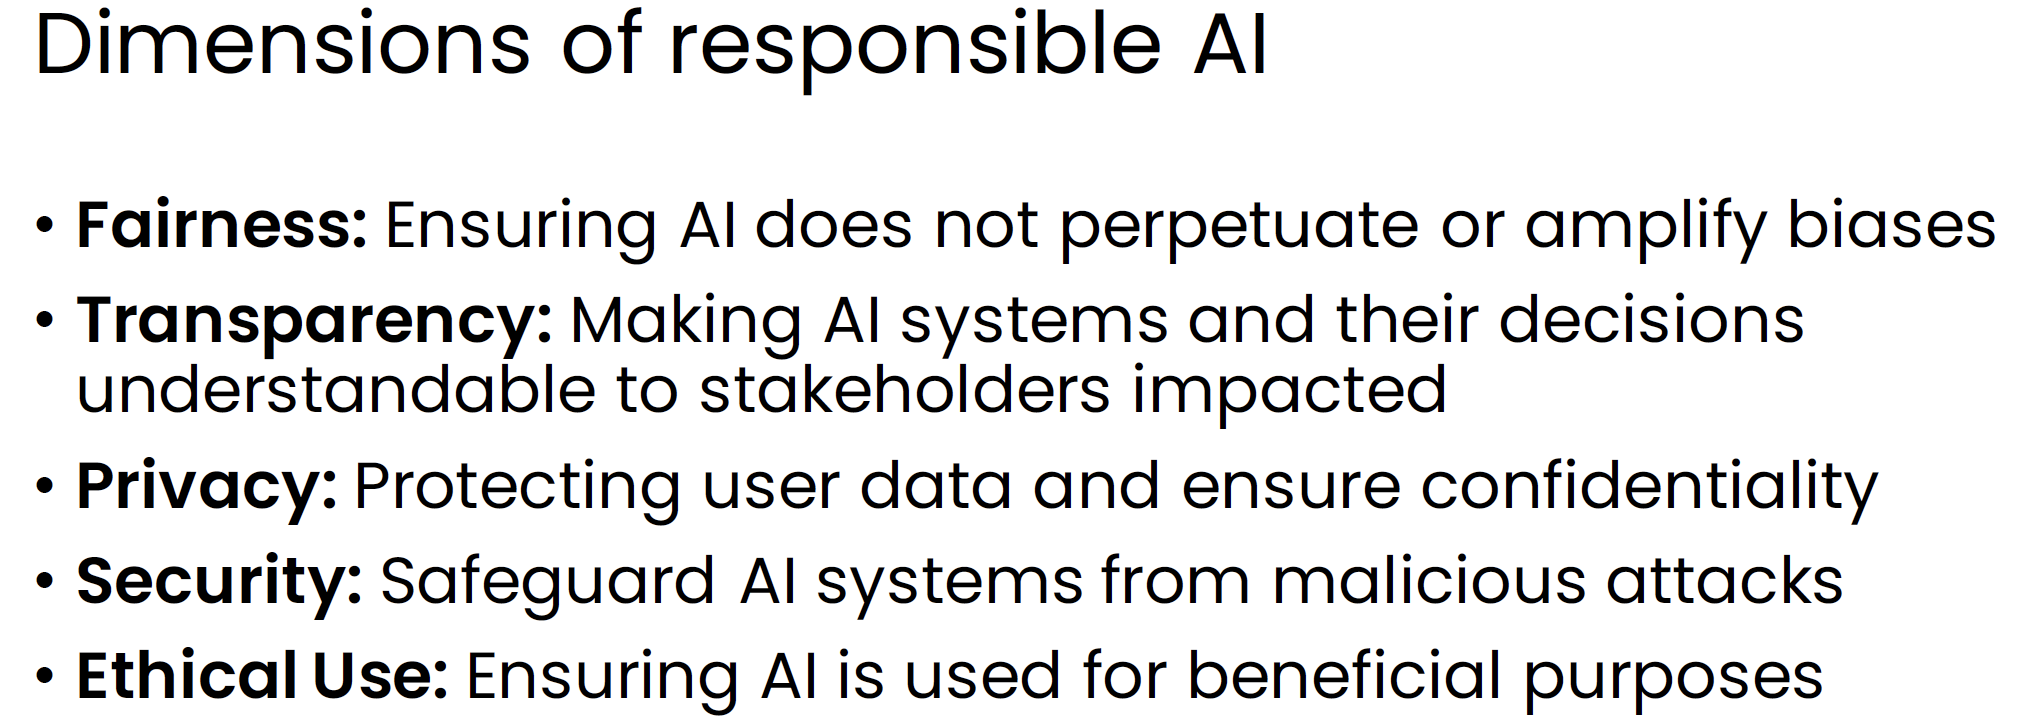 Dimensions of responsible AI
• Fairness: Ensuring AI does not perpetuate or amplify biases
• Transparency: Making AI systems and their decisions
understandable to stakeholders impacted
• Privacy: Protecting user data and ensure confidentiality
• Security: Safeguard AI systems from malicious attacks
• Ethical Use: Ensuring AI is used for beneficial purposes